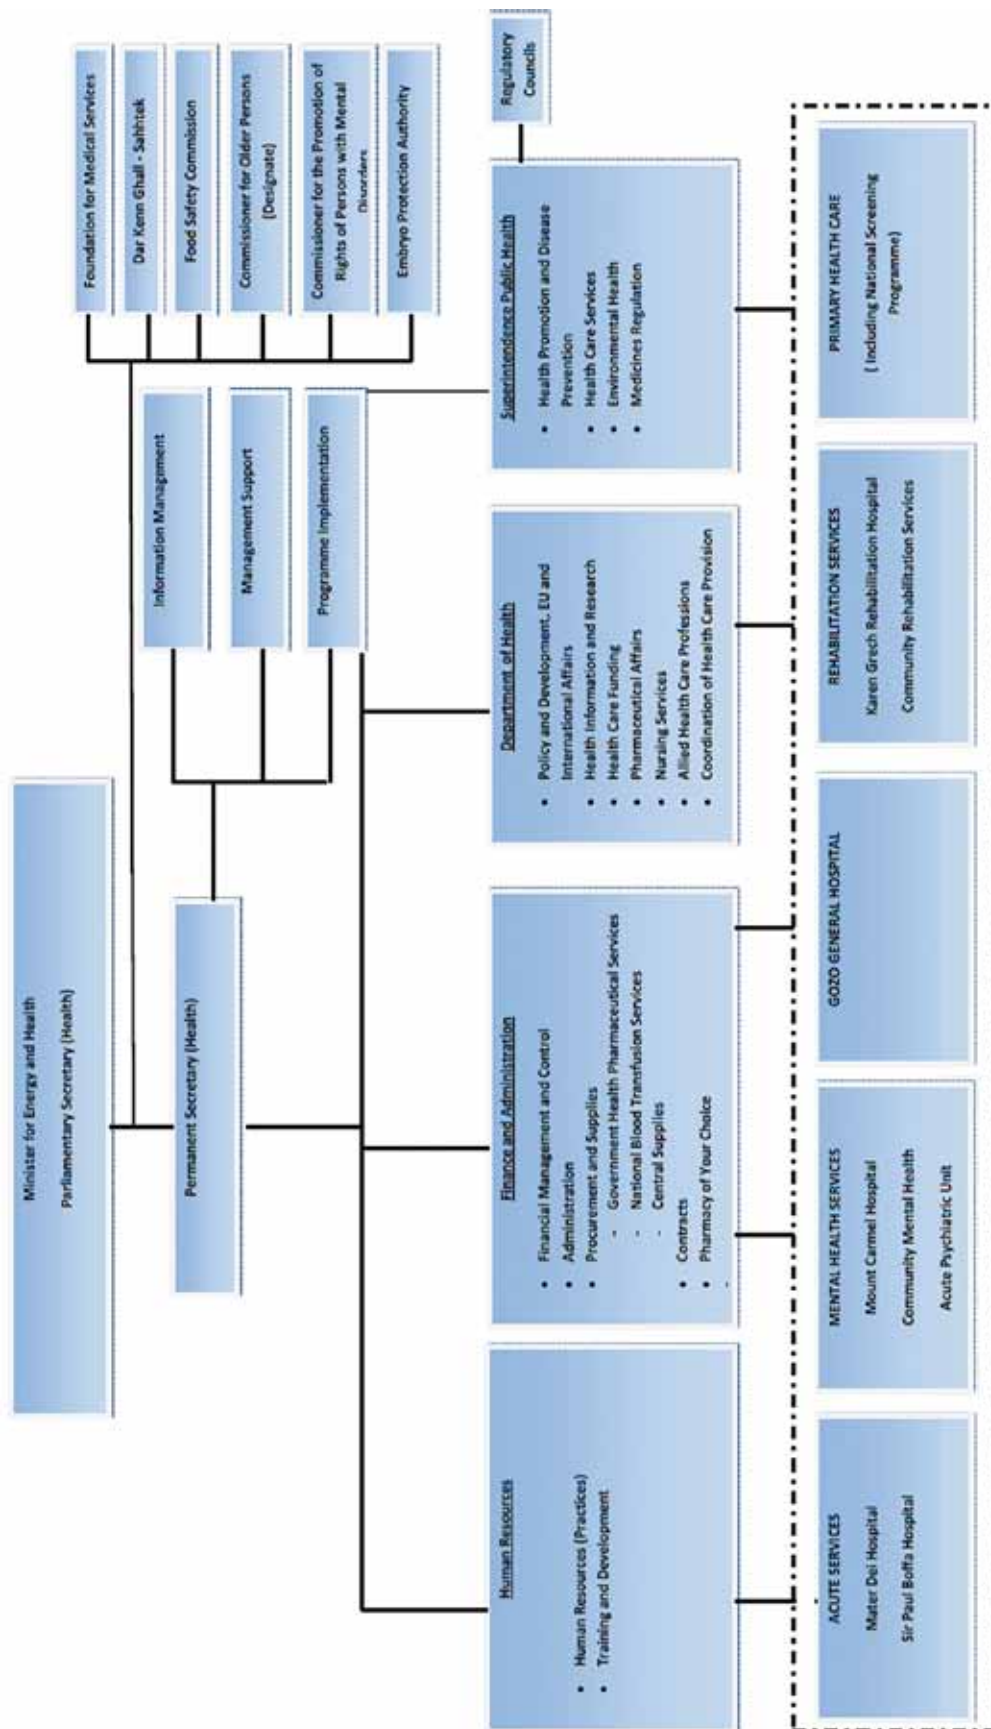 Minister for Energy and Health
Parliamentary Secretary (Health)
Permanent Secretary (Health)
Information Management
Management Support
Programme Implementation
Foundation for Medical Services
Dar Kenn Ghall - Sahhtek
Food Safety Commission
Commissioner for Older Persons
(Designate)
Commissioner for the Promotion of
Rights of Persons with Mental
Disorders
Embryo Protection Authority
Human Resources
• Human Resources (Practices)
• Training and Development
Finance and Administration
• Financial Management and Control
• Administration
• Procurement and Supplies
- Government Health Pharmaceutical Services
- National Blood Transfusion Services
- Central Supplies
• Contracts
• Pharmacy of Your Choice
Department of Health
• Policy and Development, EU and
International Affairs
• Health Information and Research
• Health Care Funding
• Pharmaceutical Affairs
• Nursing Services
• Allied Health Care Professions
• Coordination of Health Care Provision
Superintendence Public Health
• Health Promotion and Disease
Prevention
• Health Care Services
• Environmental Health
• Medicines Regulation
Regulatory
Councils
ACUTE SERVICES
Mater Dei Hospital
Sir Paul Boffa Hospital
MENTAL HEALTH SERVICES
Mount Carmel Hospital
Community Mental Health
Acute Psychiatric Unit
GOZO GENERAL HOSPITAL
REHABILITATION SERVICES
Karen Grech Rehabilitation Hospital
Community Rehabilitation Services
PRIMARY HEALTH CARE
( Including National Screening
Programme)